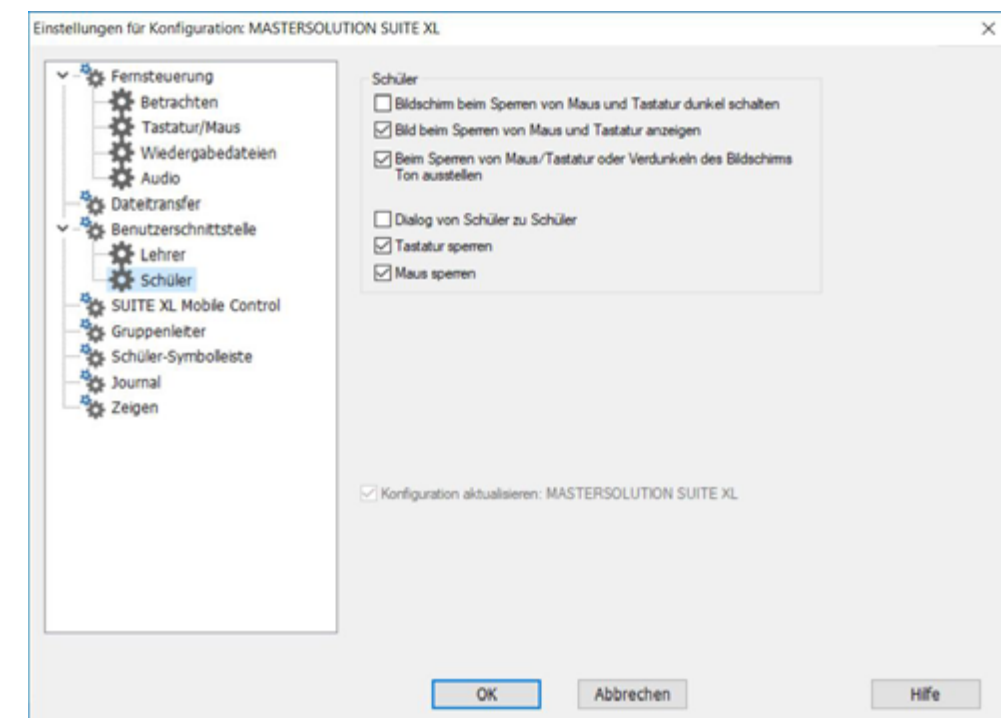 Einstellungen für Konfiguration: MASTERSOLUTION SUITE XL
Fernsteuerung
Betrachten
Tastatur/Maus
Wiedergabedateien
Audio
Dateitransfer
Benutzerschnittstelle
Lehrer
Schüler
SUITE XL Mobile Control
Gruppenleiter
Schüler-Symbolleiste
Journal
Zeigen
Schüler
Bildschirm beim Sperren von Maus und Tastatur dunkel schalten
Bild beim Sperren von Maus und Tastatur anzeigen
Beim Sperren von Maus/Tastatur oder Verdunkeln des Bildschirms
Ton ausstellen
Dialog von Schüler zu Schüler
Tastatur sperren
Maus sperren
Konfiguration aktualisieren: MASTERSOLUTION SUITE XL
OK
Abbrechen
Hilfe